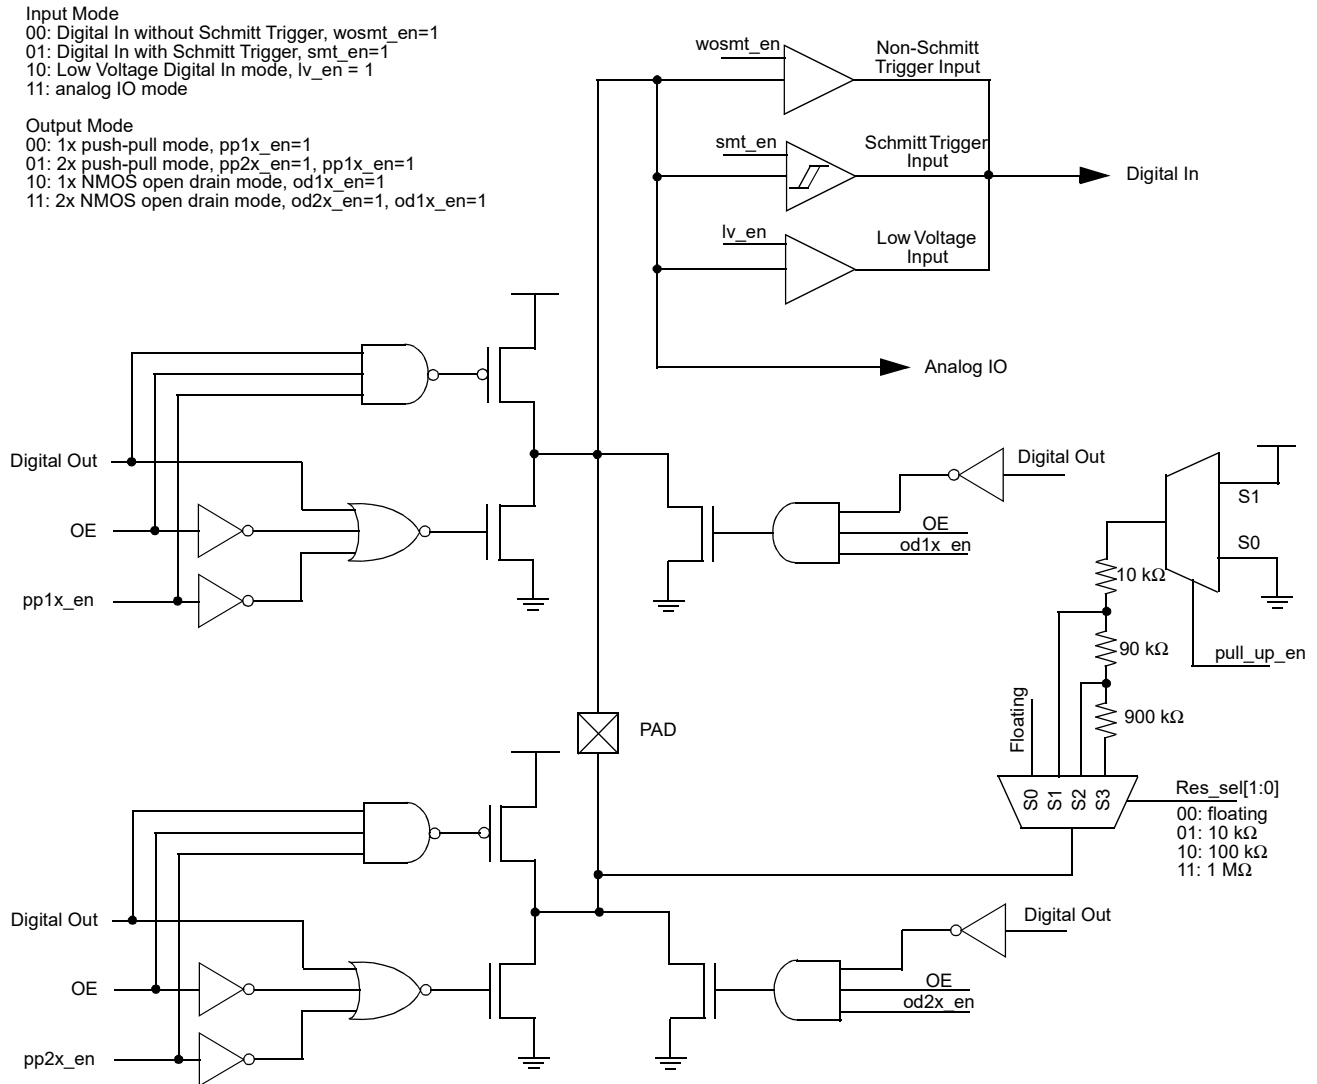 Input Mode
00: Digital In without Schmitt Trigger, wosmt_en=1
01: Digital In with Schmitt Trigger, smt_en=1
10: Low Voltage Digital In mode, lv_en = 1
11: analog IO mode
Output Mode
00: 1x push-pull mode, pp1x_en=1
01: 2x push-pull mode, pp2x_en=1, pp1x_en=1
10: 1x NMOS open drain mode, od1x_en=1
11: 2x NMOS open drain mode, od2x_en=1, od1x_en=1
wosmt_en
Non-Schmitt
Trigger Input
smt_en
Schmitt Trigger
Input
Digital In
lv_en
Low Voltage
Input
Analog IO
Digital Out
OE
pp1x_en
Digital Out
OE
od1x_en
S1
S0
10 kΩ
90 kΩ
pull_up_en
900 kΩ
Floating
PAD
S0
S1
S2
S3
Res_sel[1:0]
00: floating
01: 10 kΩ
10: 100 kΩ
11: 1 MΩ
Digital Out
OE
pp2x_en
Digital Out
OE
od2x_en